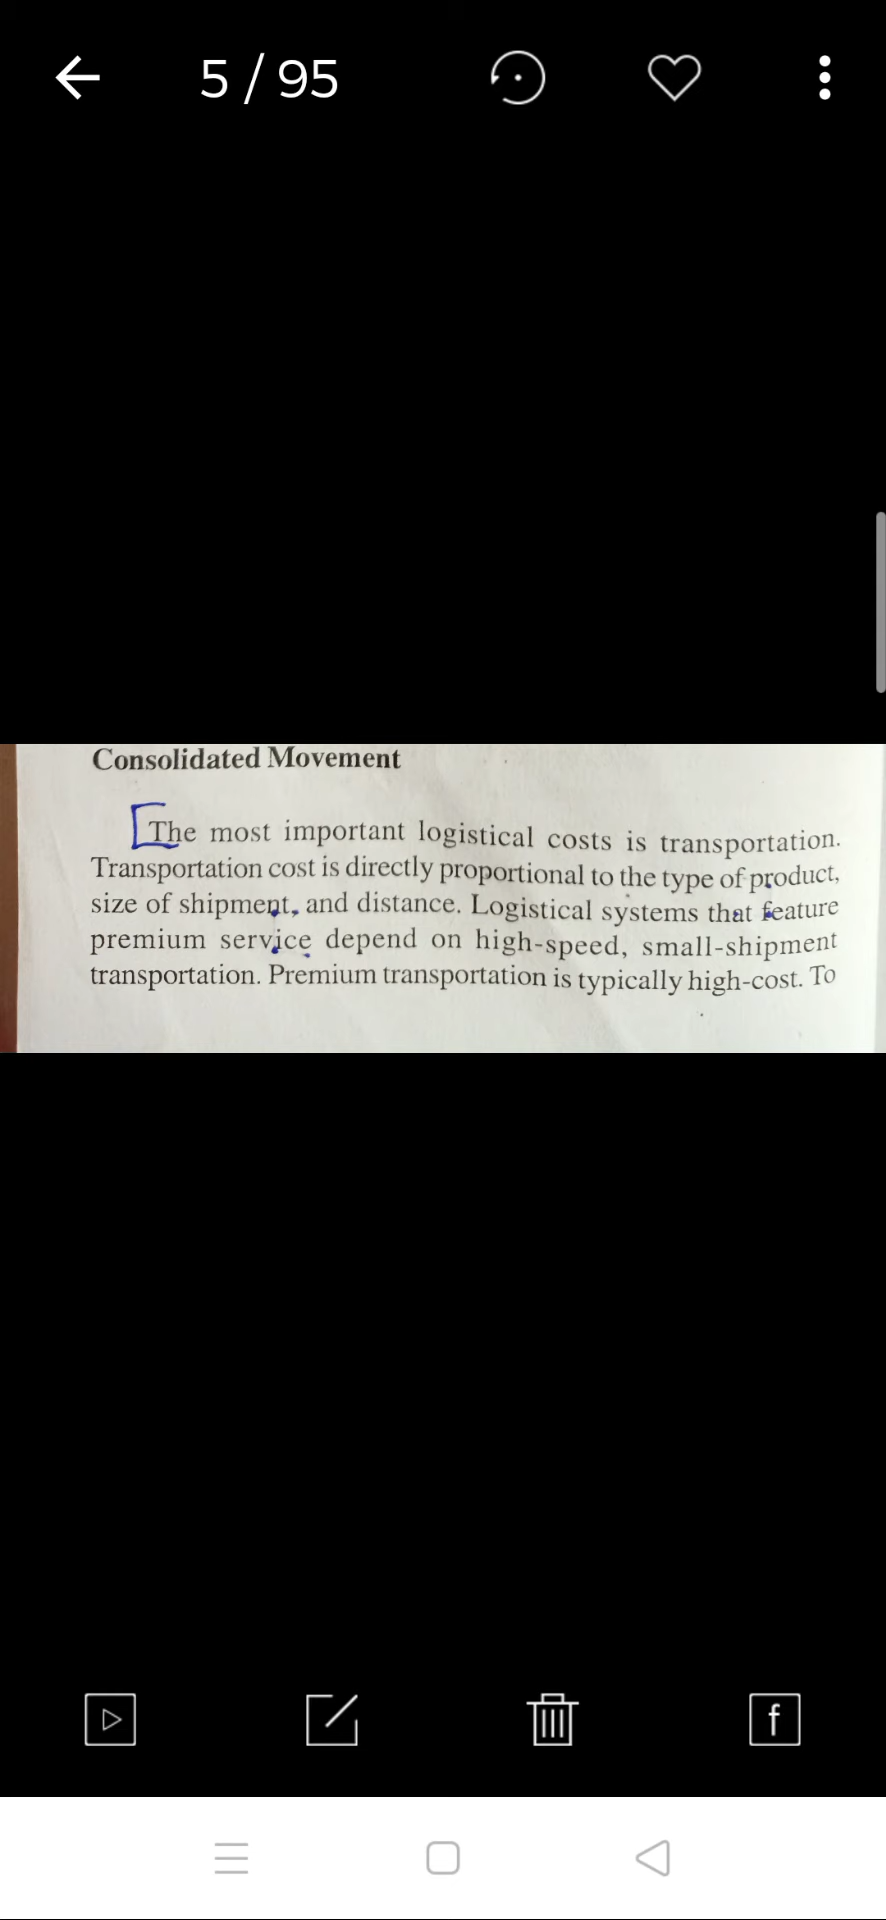 5 / 95
Consolidated Movement
The most important logistical costs is transportation.
Transportation cost is directly proportional to the type of product,
size of shipment, and distance. Logistical systems that feature
premium service depend on high-speed, small-shipment
transportation. Premium transportation is typically high-cost. To
f